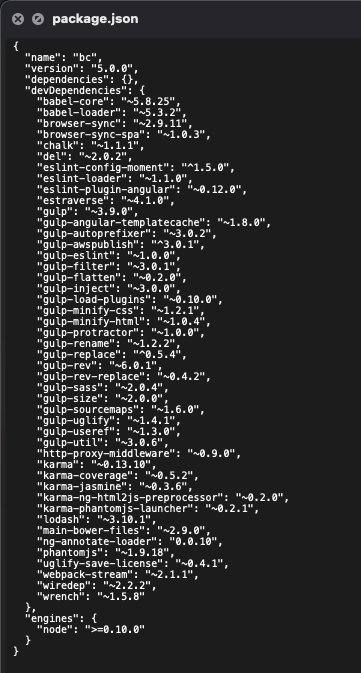 package.json
{
  "name": "bc",
  "version": "5.0.0",
  "dependencies": {},
  "devDependencies": {
    "babel-core": "~5.8.25",
    "babel-loader": "~5.3.2",
    "browser-sync": "~2.9.11",
    "browser-sync-spa": "~1.0.3",
    "chalk": "~1.1.1",
    "del": "~2.0.2",
    "eslint-config-moment": "^1.5.0",
    "eslint-loader": "~1.1.0",
    "eslint-plugin-angular": "~0.12.0",
    "estraverse": "~4.1.0",
    "gulp": "~3.9.0",
    "gulp-angular-templatecache": "~1.8.0",
    "gulp-autoprefixer": "~3.0.2",
    "gulp-awspublish": "^3.0.1",
    "gulp-eslint": "~1.0.0",
    "gulp-filter": "~3.0.1",
    "gulp-flatten": "~0.2.0",
    "gulp-inject": "~3.0.0",
    "gulp-load-plugins": "~0.10.0",
    "gulp-minify-css": "~1.2.1",
    "gulp-minify-html": "~1.0.4",
    "gulp-protractor": "~1.0.0",
    "gulp-rename": "~1.2.2",
    "gulp-replace": "^0.5.4",
    "gulp-rev": "~6.0.1",
    "gulp-rev-replace": "~0.4.2",
    "gulp-sass": "~2.0.4",
    "gulp-size": "~2.0.0",
    "gulp-sourcemaps": "~1.6.0",
    "gulp-uglify": "~1.4.1",
    "gulp-useref": "~1.3.0",
    "gulp-util": "~3.0.6",
    "http-proxy-middleware": "~0.9.0",
    "karma": "~0.13.10",
    "karma-coverage": "~0.5.2",
    "karma-jasmine": "~0.3.6",
    "karma-ng-html2js-preprocessor": "~0.2.0",
    "karma-phantomjs-launcher": "~0.2.1",
    "lodash": "~3.10.1",
    "main-bower-files": "~2.9.0",
    "ng-annotate-loader": "0.0.10",
    "phantomjs": "~1.9.18",
    "uglify-save-license": "~0.4.1",
    "webpack-stream": "~2.1.1",
    "wiredep": "~2.2.2",
    "wrench": "~1.5.8"
  },
  "engines": {
    "node": ">=0.10.0"
  }
}